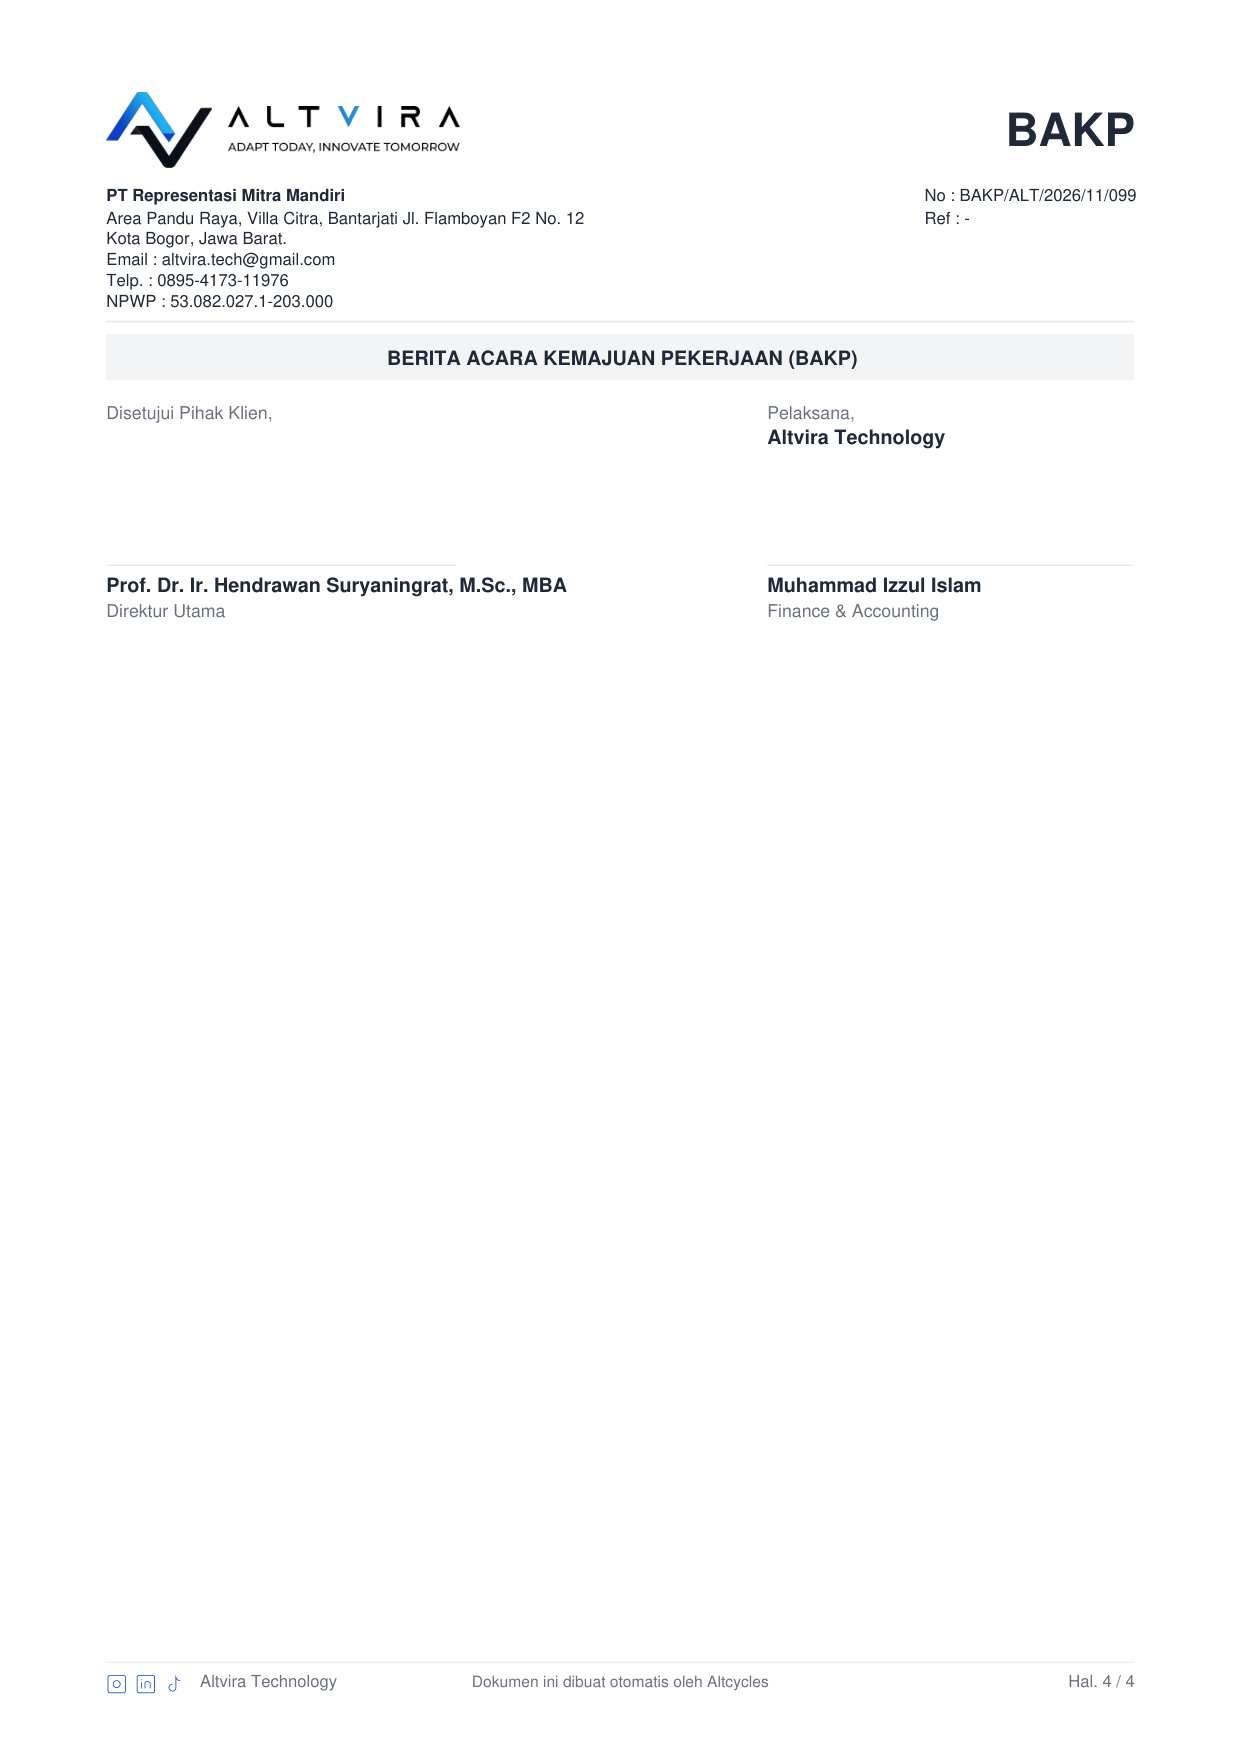 ALTVIRA
ADAPT TODAY, INNOVATE TOMORROW
BAKP
PT Representasi Mitra Mandiri
Area Pandu Raya, Villa Citra, Bantarjati Jl. Flamboyan F2 No. 12
Kota Bogor, Jawa Barat.
Email : altvira.tech@gmail.com
Telp. : 0895-4173-11976
NPWP : 53.082.027.1-203.000
No : BAKP/ALT/2026/11/099
Ref : -
BERITA ACARA KEMAJUAN PEKERJAAN (BAKP)
Disetujui Pihak Klien,
Prof. Dr. Ir. Hendrawan Suryaningrat, M.Sc., MBA
Direktur Utama
Pelaksana,
Altvira Technology
Muhammad Izzul Islam
Finance & Accounting
Altvira Technology
Dokumen ini dibuat otomatis oleh Altcycles
Hal. 4 / 4